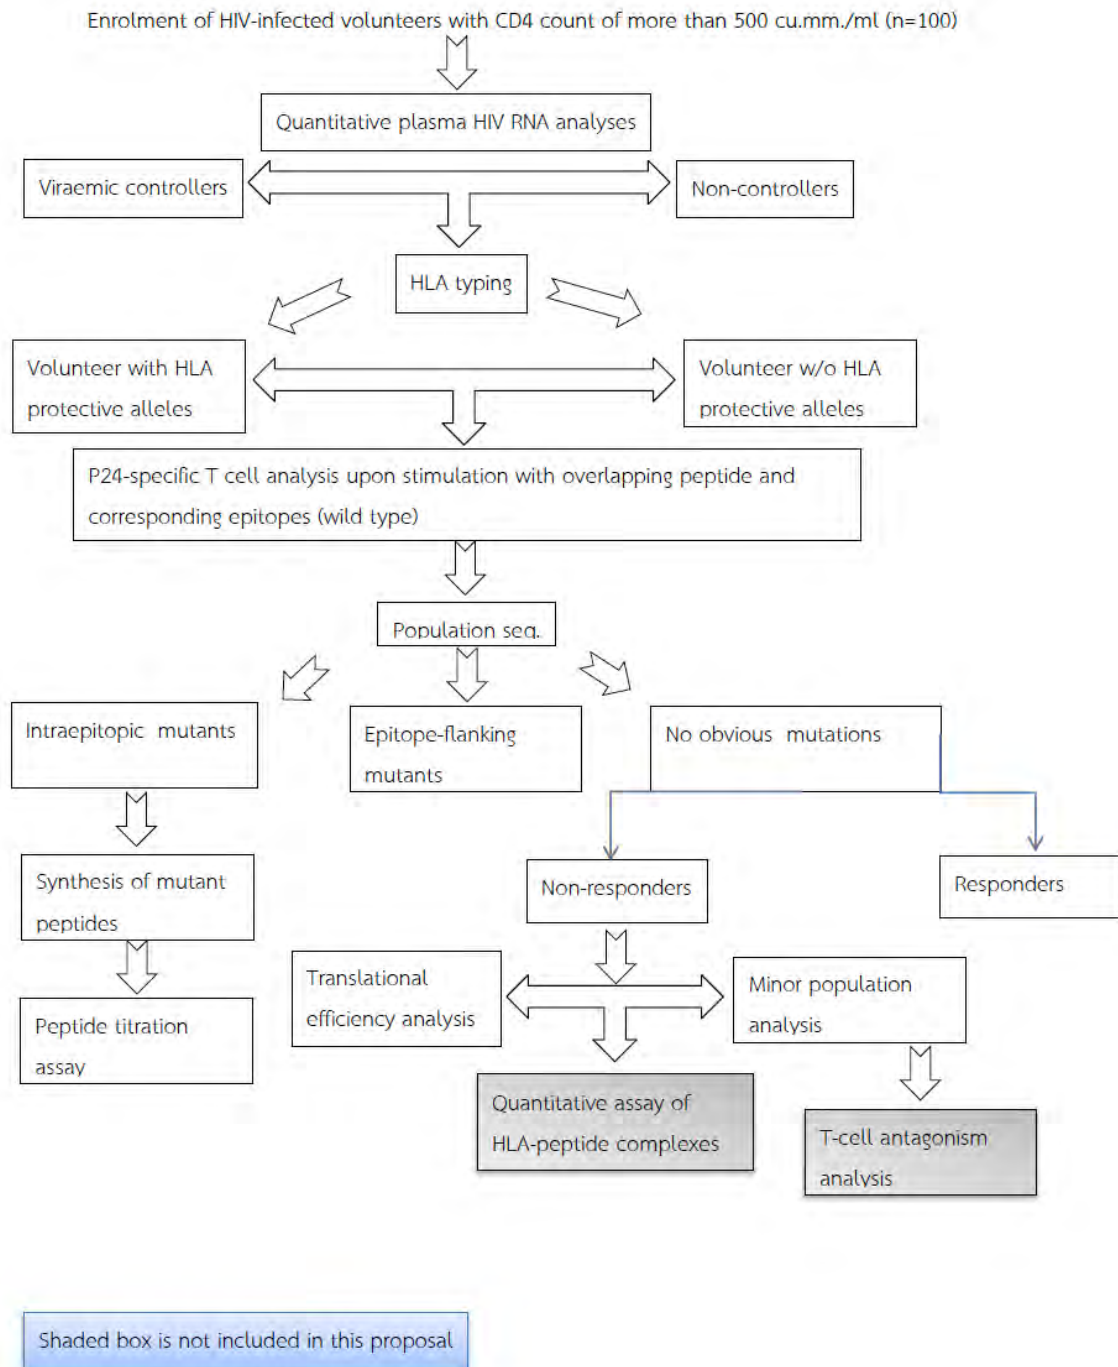 Enrolment of HIV-infected volunteers with CD4 count of more than 500 cu.mm./ml (n=100)
Quantitative plasma HIV RNA analyses
Viraemic controllers
Non-controllers
HLA typing
Volunteer with HLA
protective alleles
Volunteer w/o HLA
protective alleles
P24-specific T cell analysis upon stimulation with overlapping peptide and
corresponding epitopes (wild type)
Population seq.
Intraepitopic mutants
Epitope-flanking
mutants
No obvious mutations
Synthesis of mutant
peptides
Non-responders
Responders
Translational
efficiency analysis
Minor population
analysis
Peptide titration
assay
Quantitative assay of
HLA-peptide complexes
T-cell antagonism
analysis
Shaded box is not included in this proposal